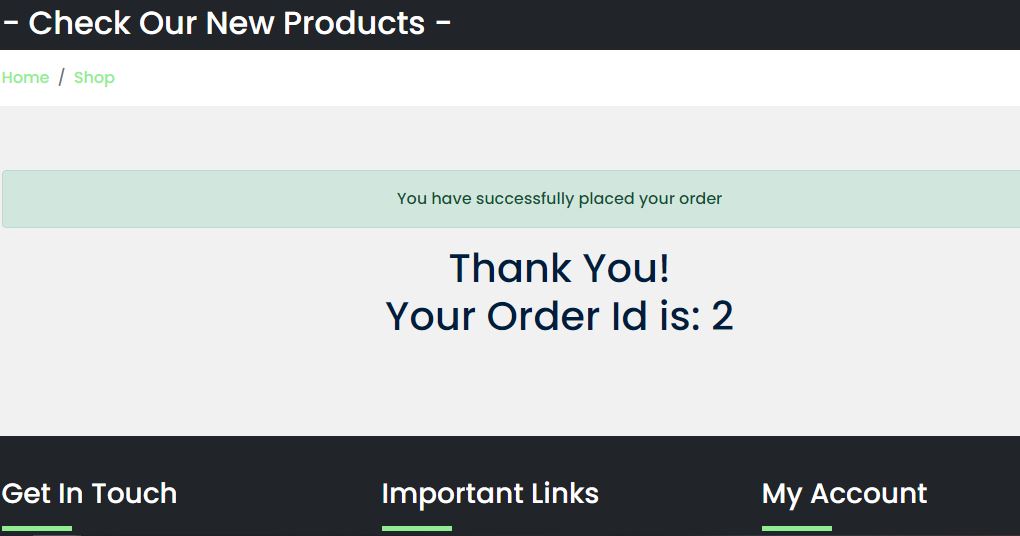 - Check Our New Products -
Home / Shop
You have successfully placed your order
Thank You!
Your Order Id is: 2
Get In Touch
Important Links
My Account